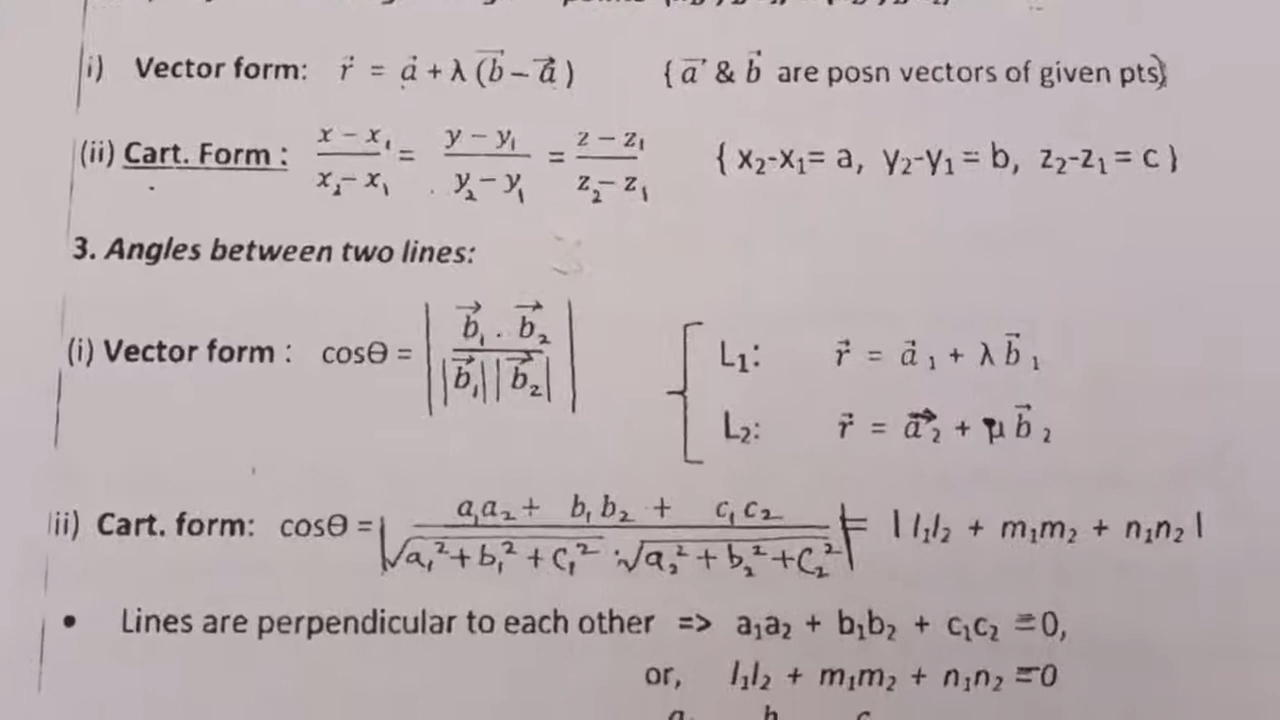 i) Vector form: r⃗ = a⃗ + λ (b⃗ – a⃗ ) { a⃗ & b⃗ are posn vectors of given pts}
(ii) Cart. Form : (x – x₁)/(x₂ – x₁) = (y – y₁)/(y₂ – y₁) = (z – z₁)/(z₂ – z₁) { x₂-x₁= a, y₂-y₁ = b, z₂-z₁ = c }
3. Angles between two lines:
(i) Vector form : cosθ = | b⃗₁ . b⃗₂ / |b⃗₁| |b⃗₂| | L₁: r⃗ = a⃗ ₁ + λ b⃗ ₁
L₂: r⃗ = a⃗ ₂ + μ b⃗ ₂
ii) Cart. form: cosθ = | (a₁a₂ + b₁b₂ + c₁c₂) / (√(a₁² + b₁² + c₁²) . √(a₂² + b₂² + c₂²)) | = | l₁l₂ + m₁m₂ + n₁n₂ |
• Lines are perpendicular to each other => a₁a₂ + b₁b₂ + c₁c₂ =0,
or, l₁l₂ + m₁m₂ + n₁n₂ =0